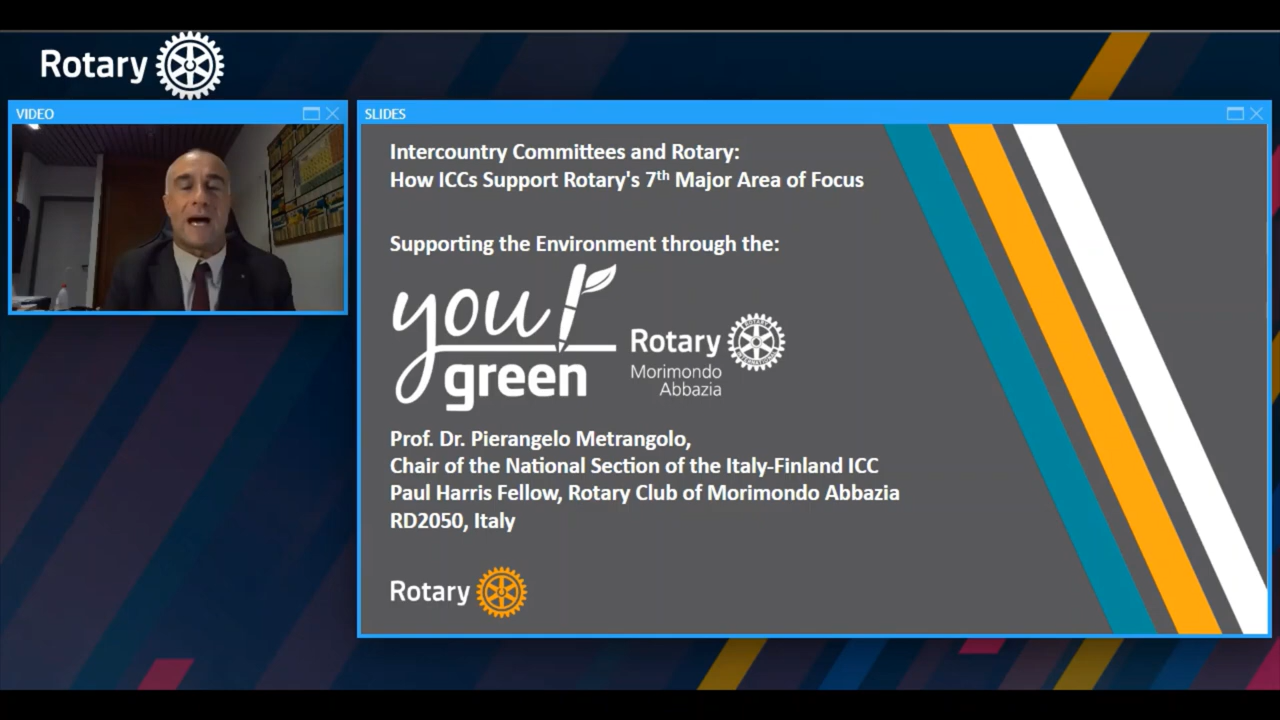 Rotary
VIDEO
SLIDES
Intercountry Committees and Rotary:
How ICCs Support Rotary's 7th Major Area of Focus
Supporting the Environment through the:
you!
green
Rotary
Morimondo
Abbazia
ROTARY
INTERNATIONAL
Prof. Dr. Pierangelo Metrangolo,
Chair of the National Section of the Italy-Finland ICC
Paul Harris Fellow, Rotary Club of Morimondo Abbazia
RD2050, Italy
Rotary